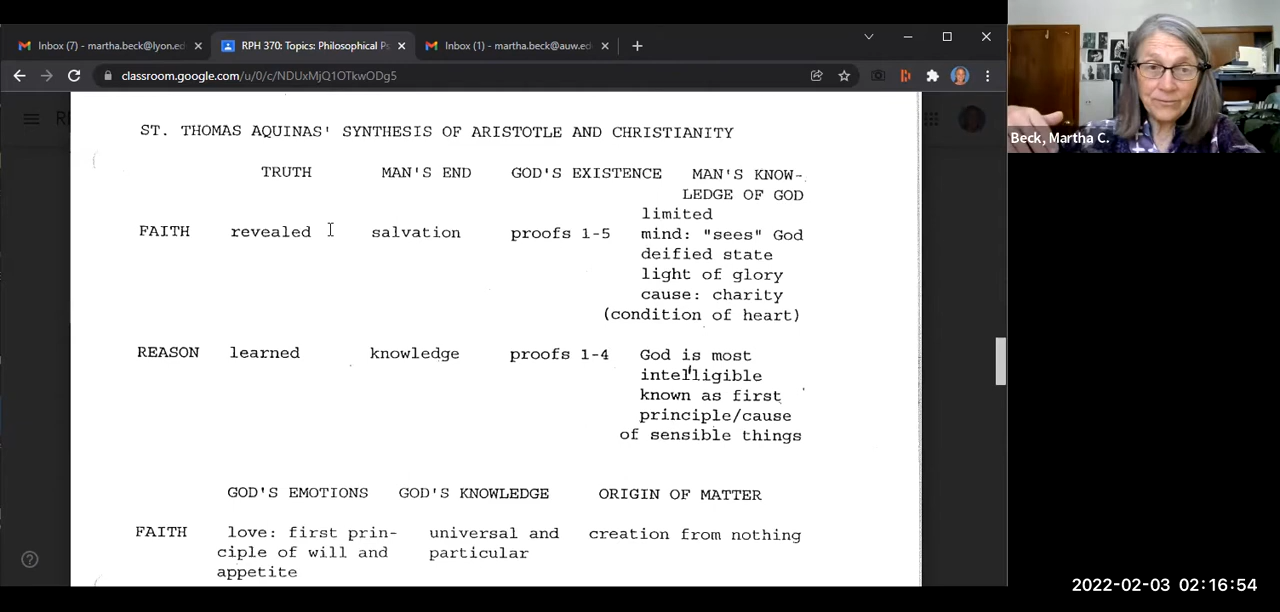 Inbox (7) - martha.beck@lyon.ed
RPH 370: Topics: Philosophical P
Inbox (1) - martha.beck@auw.ed
classroom.google.com/u/0/c/NDUxMjQ1OTkwODg5
Beck, Martha C.
ST. THOMAS AQUINAS' SYNTHESIS OF ARISTOTLE AND CHRISTIANITY
TRUTH MAN'S END GOD'S EXISTENCE MAN'S KNOW-
LEDGE OF GOD
limited
FAITH revealed salvation proofs 1-5 mind: "sees" God
deified state
light of glory
cause: charity
(condition of heart)
REASON learned knowledge proofs 1-4 God is most
intelligible
known as first
principle/cause
of sensible things
GOD'S EMOTIONS GOD'S KNOWLEDGE ORIGIN OF MATTER
FAITH love: first prin- universal and creation from nothing
ciple of will and particular
appetite
2022-02-03 02:16:54